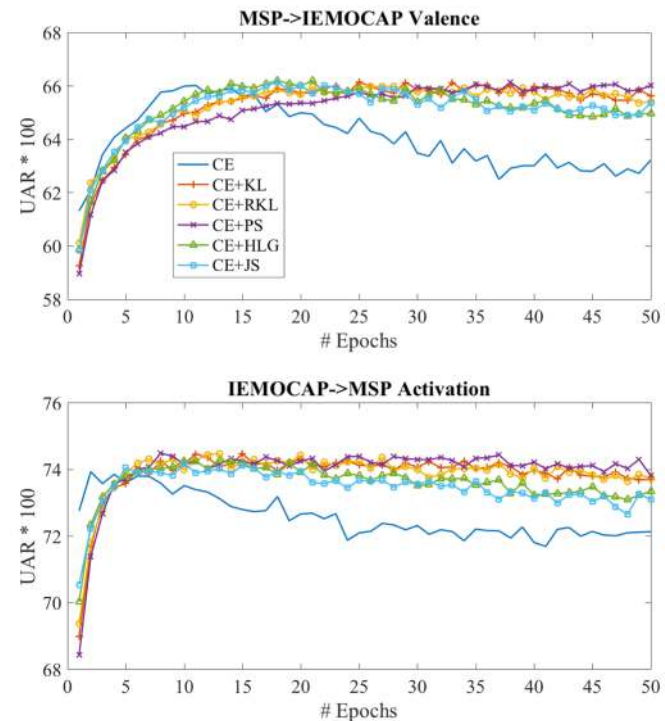 MSP->IEMOCAP Valence
68
66
64
62
60
58
UAR * 100
CE
CE+KL
CE+RKL
CE+PS
CE+HLG
CE+JS
0 5 10 15 20 25 30 35 40 45 50
# Epochs
IEMOCAP->MSP Activation
76
74
72
70
68
UAR * 100
0 5 10 15 20 25 30 35 40 45 50
# Epochs